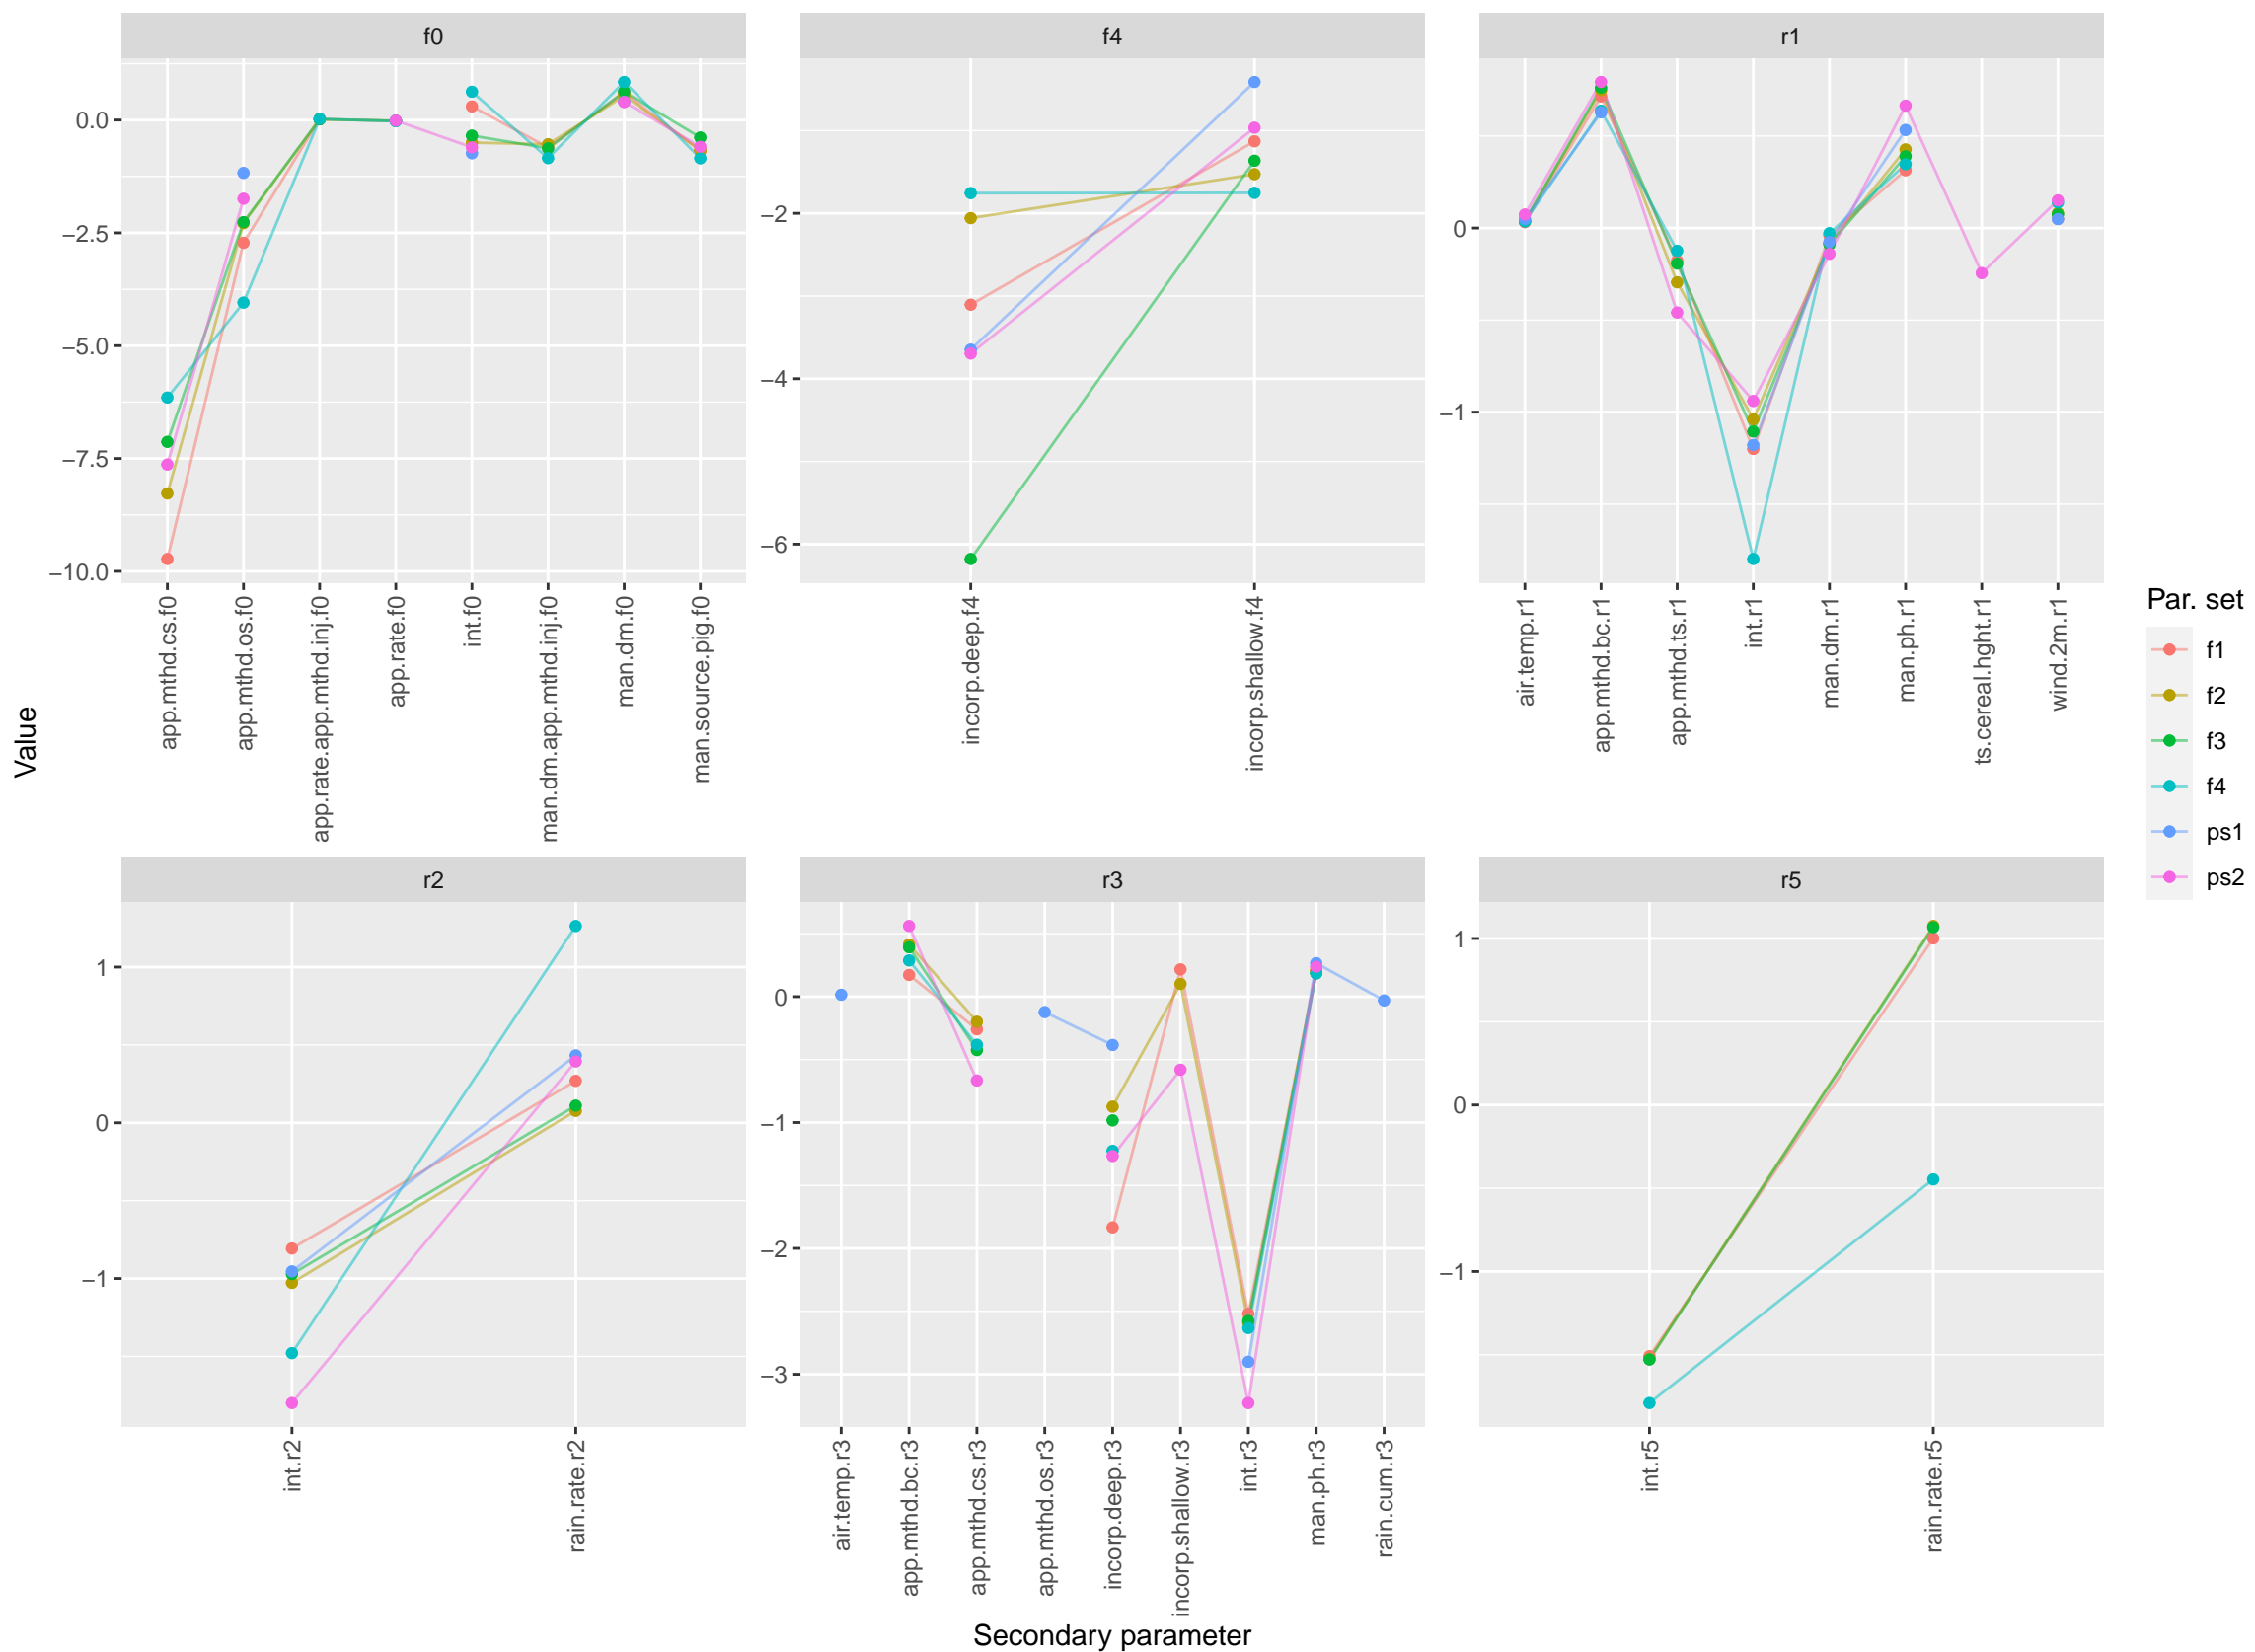 f0
f4
r1
0.0
−2.5
−5.0
−7.5
−10.0
−2
−4
−6
0
−1
app.mthd.cs.f0
app.mthd.os.f0
app.rate.app.mthd.inj.f0
app.rate.f0
int.f0
man.dm.app.mthd.inj.f0
man.dm.f0
man.source.pig.f0
incorp.deep.f4
incorp.shallow.f4
air.temp.r1
app.mthd.bc.r1
app.mthd.ts.r1
int.r1
man.dm.r1
man.ph.r1
ts.cereal.hght.r1
wind.2m.r1
Value
Par. set
f1
f2
f3
f4
ps1
ps2
r2
r3
r5
1
0
−1
0
−1
−2
−3
1
0
−1
int.r2
rain.rate.r2
air.temp.r3
app.mthd.bc.r3
app.mthd.cs.r3
app.mthd.os.r3
incorp.deep.r3
incorp.shallow.r3
int.r3
man.ph.r3
rain.cum.r3
int.r5
rain.rate.r5
Secondary parameter